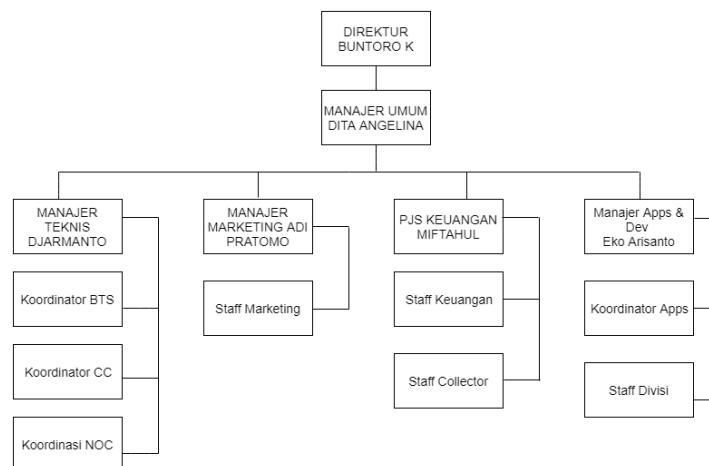 DIREKTUR
BUNTORO K
MANAJER UMUM
DITA ANGELINA
MANAJER
TEKNIS
DJARMANTO
MANAJER
MARKETING ADI
PRATOMO
PJS KEUANGAN
MIFTAHUL
Manajer Apps &
Dev
Eko Arisanto
Koordinator BTS
Staff Marketing
Staff Keuangan
Koordinator Apps
Koordinator CC
Staff Collector
Staff Divisi
Koordinasi NOC